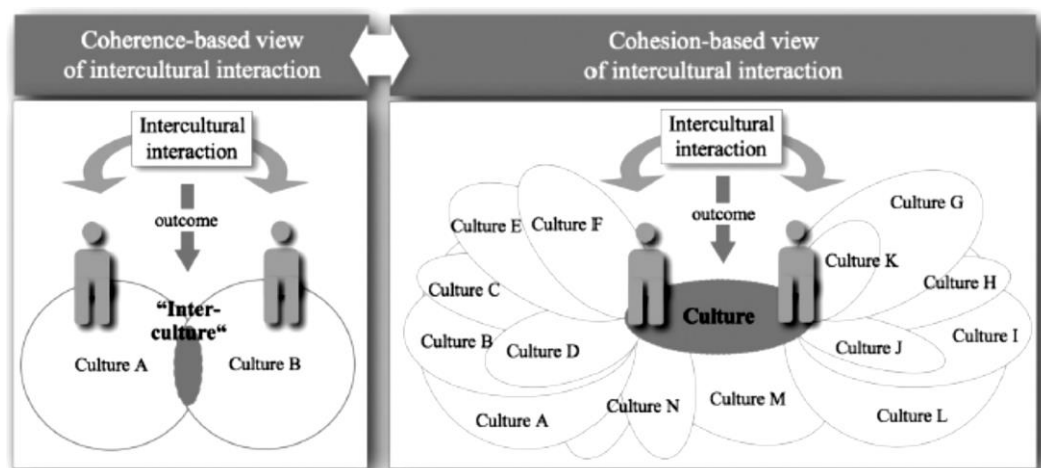 Coherence-based view
of intercultural interaction
Intercultural
interaction
outcome
“Inter-
culture“
Culture A
Culture B
Cohesion-based view
of intercultural interaction
Intercultural
interaction
outcome
Culture G
Culture E
Culture F
Culture K
Culture C
Culture H
Culture
Culture B
Culture D
Culture J
Culture I
Culture A
Culture N
Culture M
Culture L